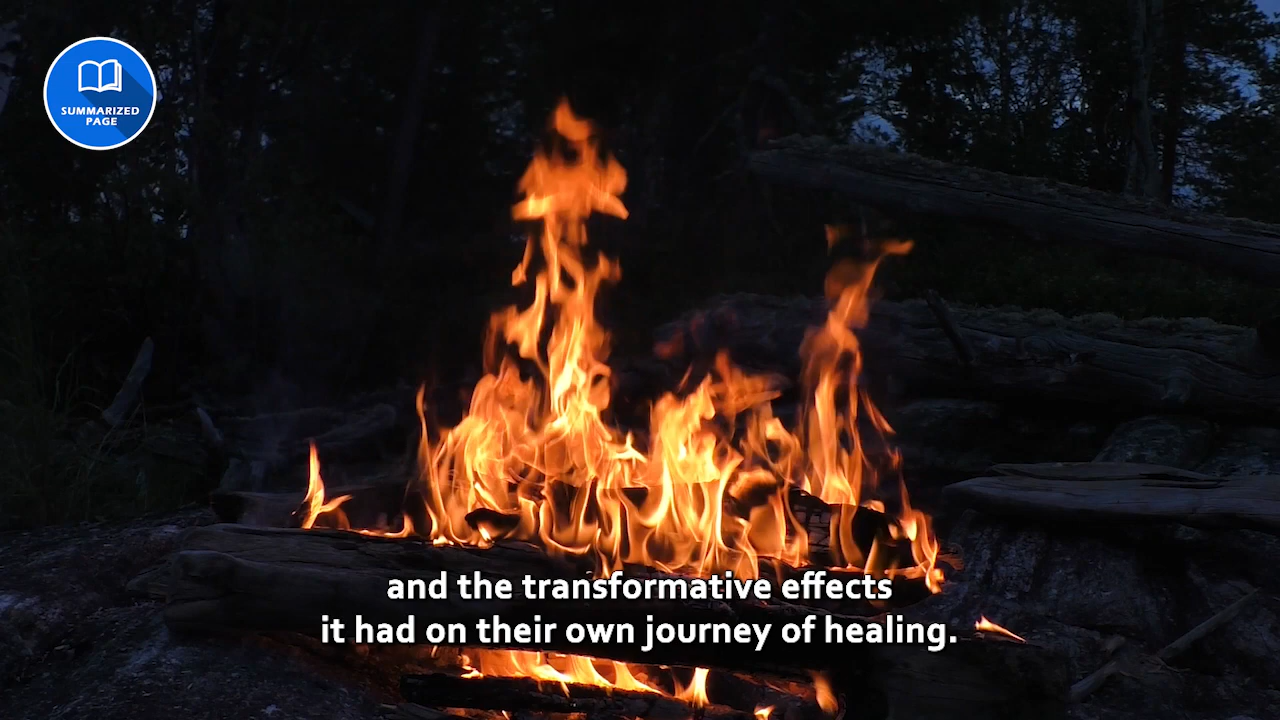 SUMMARIZED
PAGE
and the transformative effects
it had on their own journey of healing.